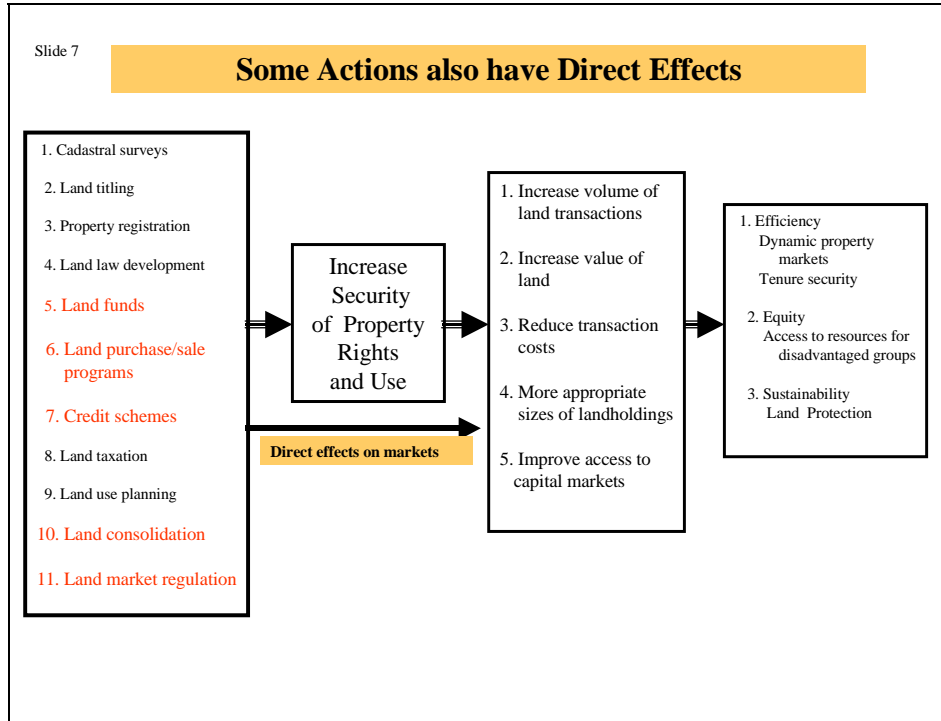 Slide 7
Some Actions also have Direct Effects
1. Cadastral surveys
2. Land titling
3. Property registration
4. Land law development
5. Land funds
6. Land purchase/sale
programs
7. Credit schemes
8. Land taxation
9. Land use planning
10. Land consolidation
11. Land market regulation
Increase
Security
of Property
Rights
and Use
Direct effects on markets
1. Increase volume of
land transactions
2. Increase value of
land
3. Reduce transaction
costs
4. More appropriate
sizes of landholdings
5. Improve access to
capital markets
1. Efficiency
Dynamic property
markets
Tenure security
2. Equity
Access to resources for
disadvantaged groups
3. Sustainability
Land Protection